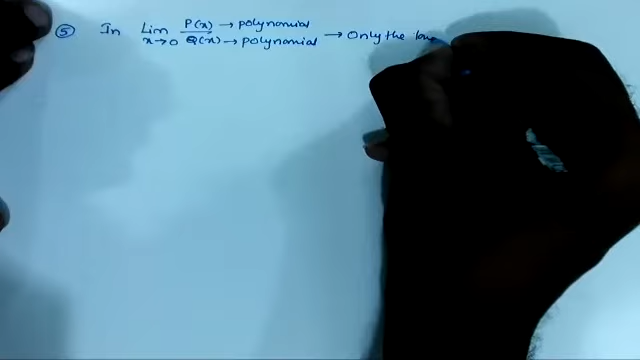 ⑤ In Lim x→0 P(x) → polynomial / Q(x) → polynomial → Only the